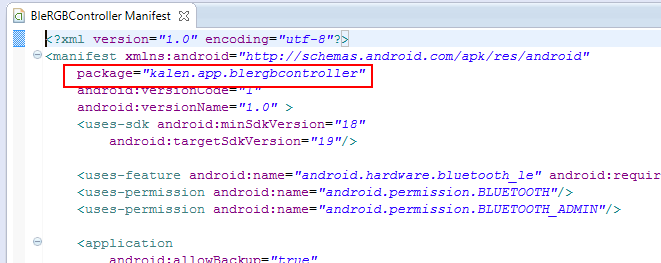 BleRGBController Manifest
<?xml version="1.0" encoding="utf-8"?>
<manifest xmlns:android="http://schemas.android.com/apk/res/android"
package="kalen.app.blergbcontroller"
android:versionCode="1"
android:versionName="1.0" >
<uses-sdk android:minSdkVersion="18"
android:targetSdkVersion="19"/>
<uses-feature android:name="android.hardware.bluetooth_le" android:requir
<uses-permission android:name="android.permission.BLUETOOTH"/>
<uses-permission android:name="android.permission.BLUETOOTH_ADMIN"/>
<application
android:allowBackup="true"